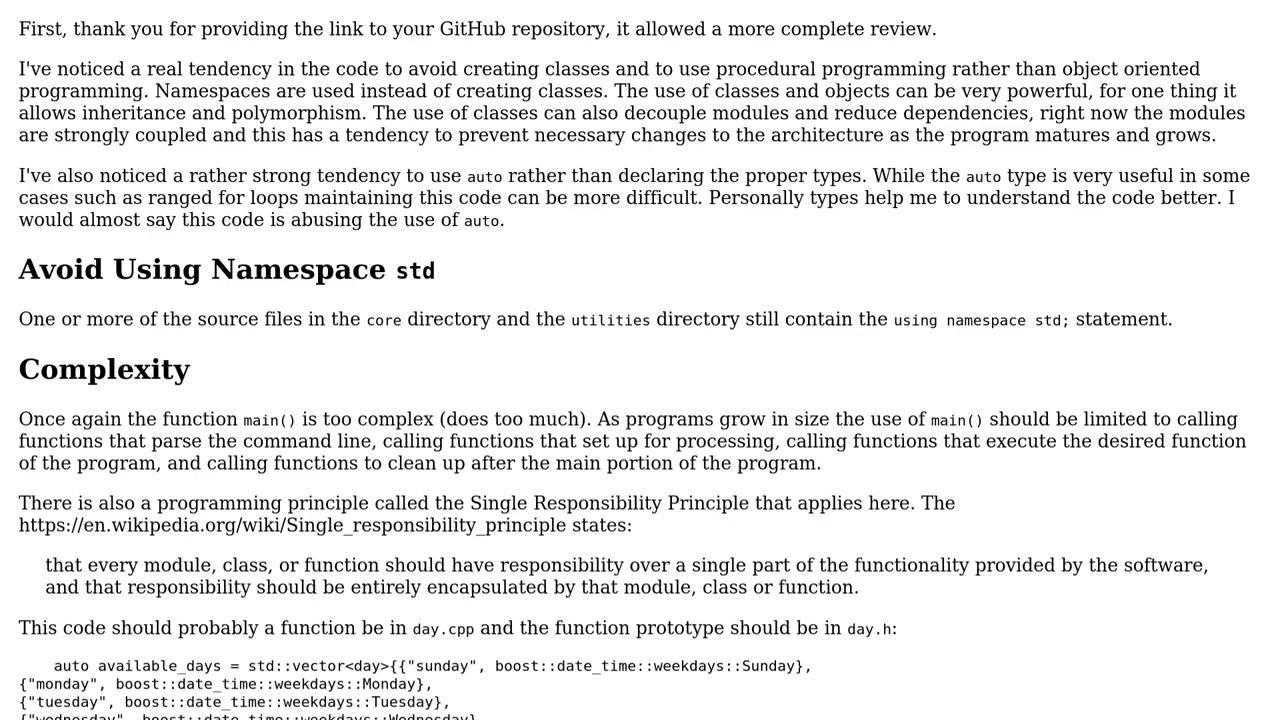 First, thank you for providing the link to your GitHub repository, it allowed a more complete review.
I've noticed a real tendency in the code to avoid creating classes and to use procedural programming rather than object oriented
programming. Namespaces are used instead of creating classes. The use of classes and objects can be very powerful, for one thing it
allows inheritance and polymorphism. The use of classes can also decouple modules and reduce dependencies, right now the modules
are strongly coupled and this has a tendency to prevent necessary changes to the architecture as the program matures and grows.
I've also noticed a rather strong tendency to use auto rather than declaring the proper types. While the auto type is very useful in some
cases such as ranged for loops maintaining this code can be more difficult. Personally types help me to understand the code better. I
would almost say this code is abusing the use of auto.
Avoid Using Namespace std
One or more of the source files in the core directory and the utilities directory still contain the using namespace std; statement.
Complexity
Once again the function main() is too complex (does too much). As programs grow in size the use of main() should be limited to calling
functions that parse the command line, calling functions that set up for processing, calling functions that execute the desired function
of the program, and calling functions to clean up after the main portion of the program.
There is also a programming principle called the Single Responsibility Principle that applies here. The
https://en.wikipedia.org/wiki/Single_responsibility_principle states:
that every module, class, or function should have responsibility over a single part of the functionality provided by the software,
and that responsibility should be entirely encapsulated by that module, class or function.
This code should probably a function be in day.cpp and the function prototype should be in day.h:
auto available_days = std::vector<day>{{"sunday", boost::date_time::weekdays::Sunday},
{"monday", boost::date_time::weekdays::Monday},
{"tuesday", boost::date_time::weekdays::Tuesday},
{"wednesday", boost::date_time::weekdays::Wednesday},